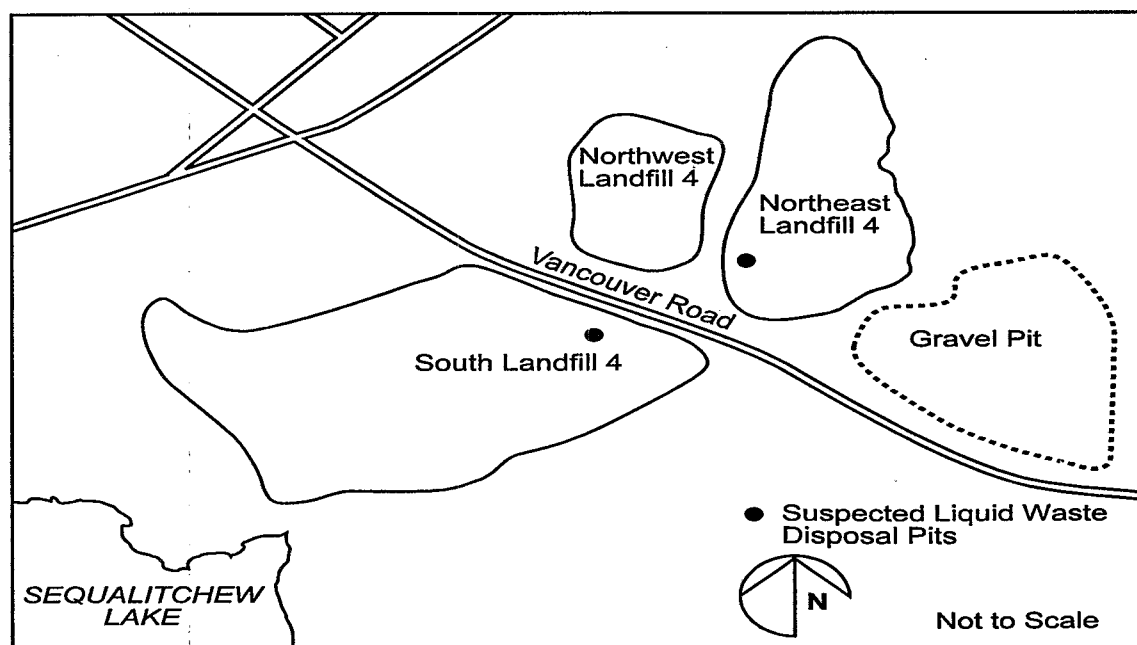 Northwest
Landfill 4
Northeast
Landfill 4
Vancouver Road
Gravel Pit
South Landfill 4
Suspected Liquid Waste
Disposal Pits
SEQUALITCHEW
LAKE
N
Not to Scale